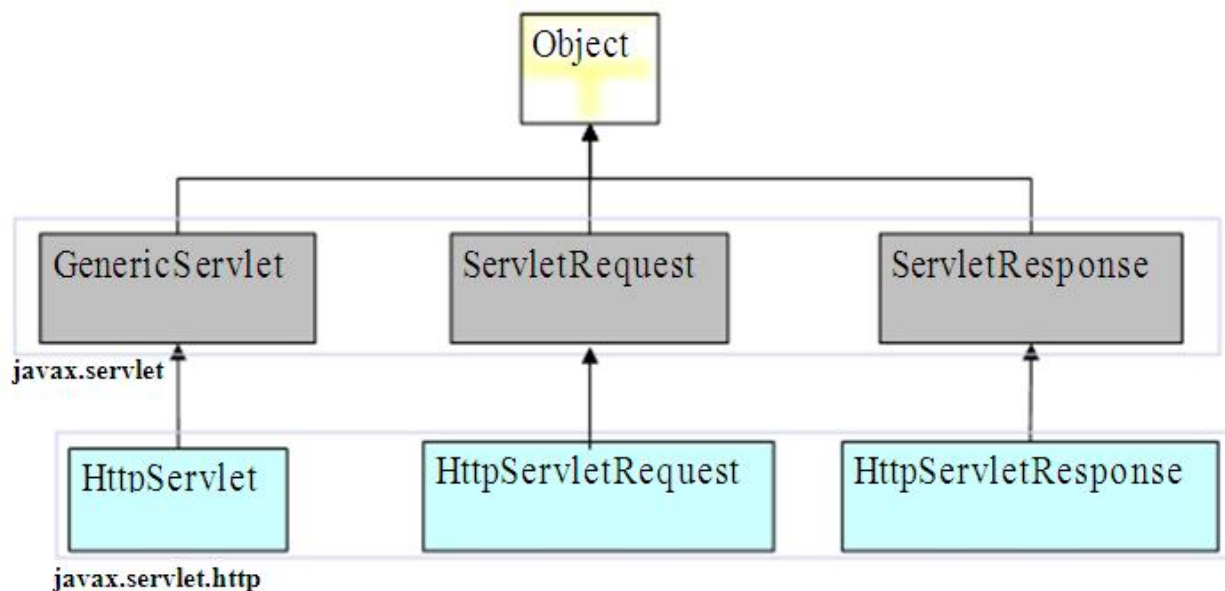 Object
GenericServlet
ServletRequest
ServletResponse
javax.servlet
HttpServlet
HttpServletRequest
HttpServletResponse
javax.servlet.http